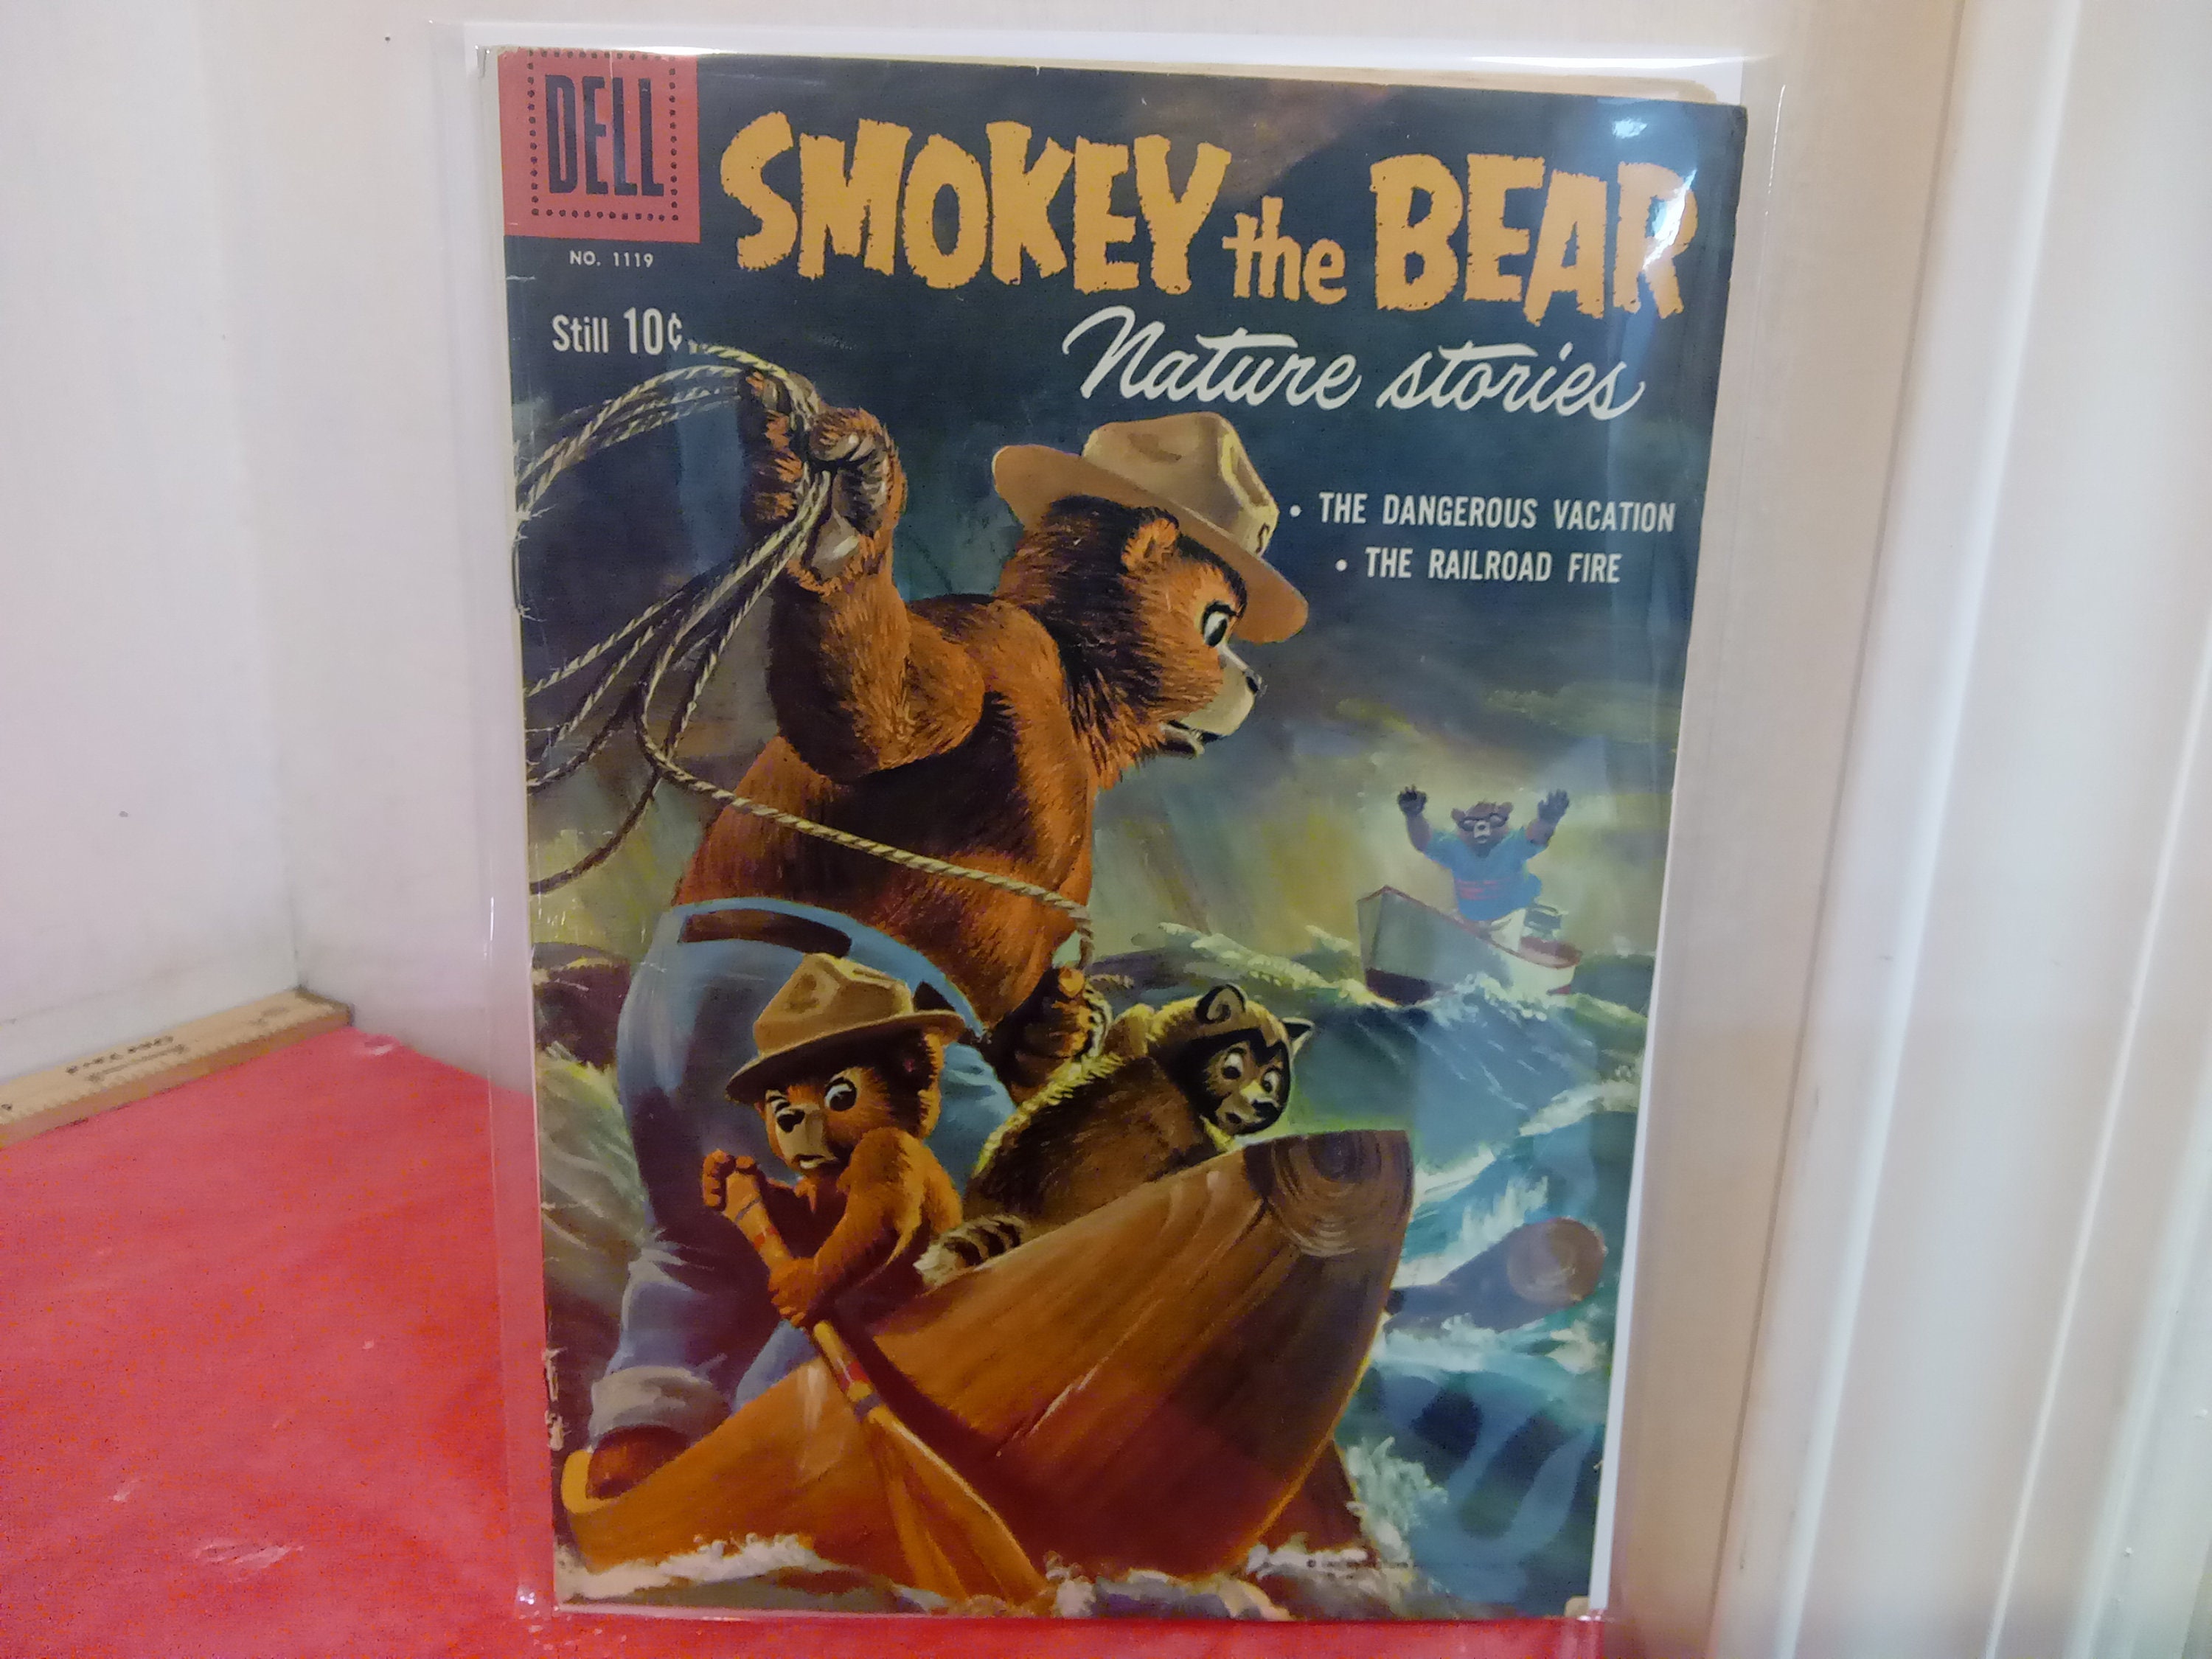 DELL
SMOKEY the BEAR
NO. 1119
Still 10¢
Nature stories
• THE DANGEROUS VACATION
• THE RAILROAD FIRE